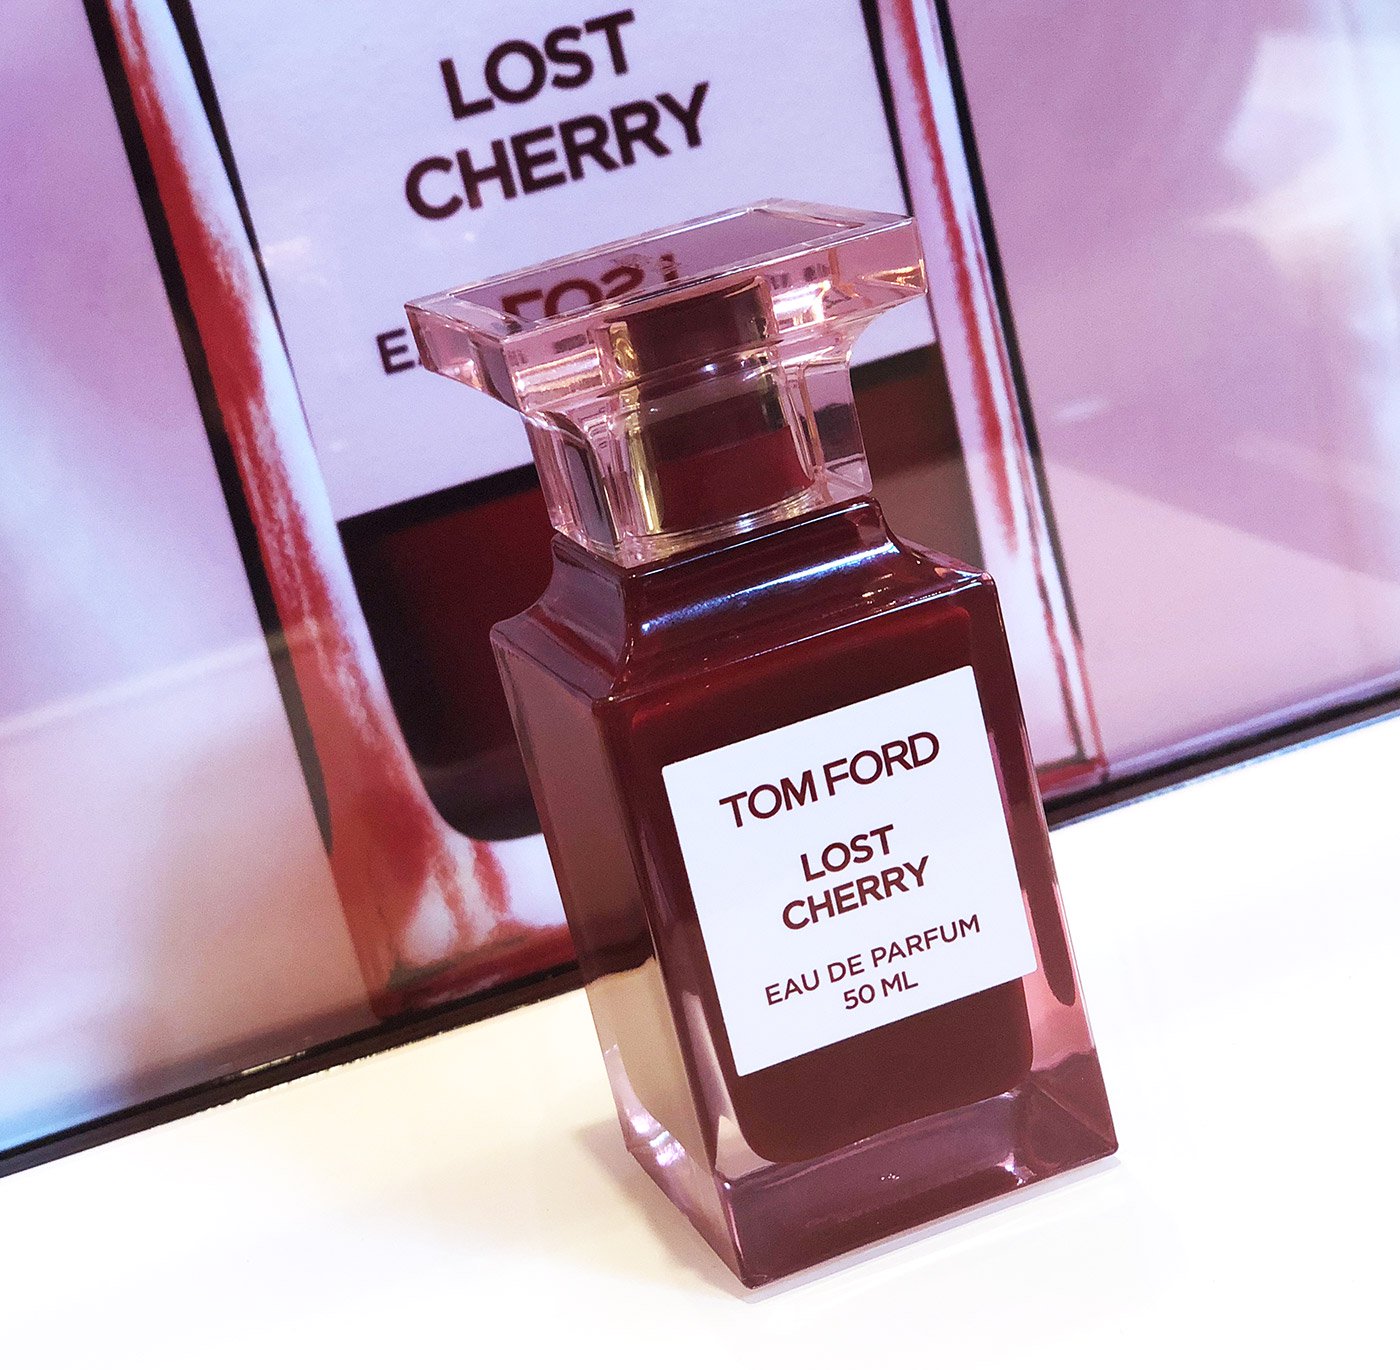 LOST
CHERRY
TOM FORD
LOST
CHERRY
EAU DE PARFUM
50 ML